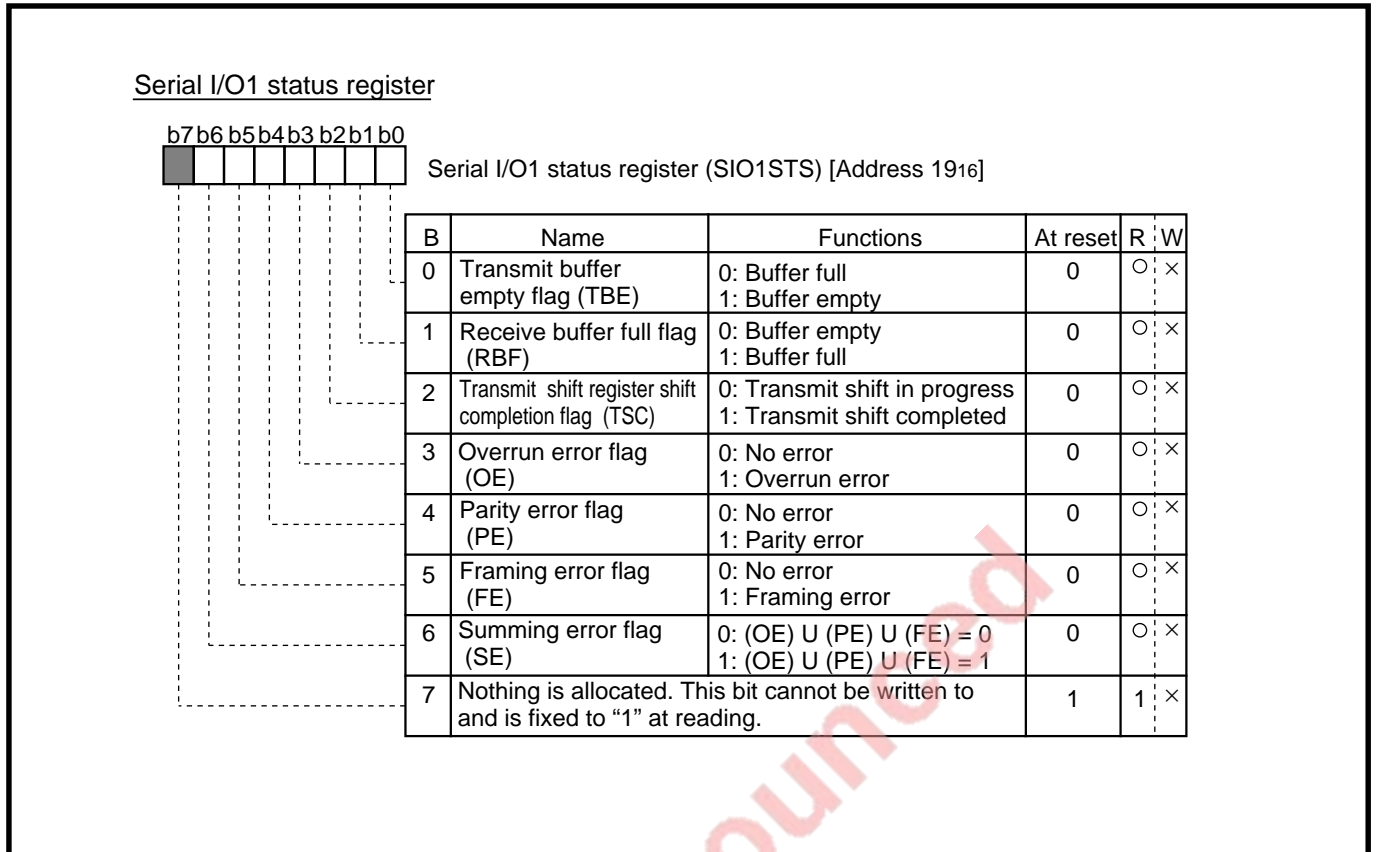 Serial I/O1 status register
b7 b6 b5 b4 b3 b2 b1 b0
Serial I/O1 status register (SIO1STS) [Address 1916]
B Name Functions At reset R W
0 Transmit buffer empty flag (TBE) 0: Buffer full 1: Buffer empty 0 ○ ×
1 Receive buffer full flag (RBF) 0: Buffer empty 1: Buffer full 0 ○ ×
2 Transmit shift register shift completion flag (TSC) 0: Transmit shift in progress 1: Transmit shift completed 0 ○ ×
3 Overrun error flag (OE) 0: No error 1: Overrun error 0 ○ ×
4 Parity error flag (PE) 0: No error 1: Parity error 0 ○ ×
5 Framing error flag (FE) 0: No error 1: Framing error 0 ○ ×
6 Summing error flag (SE) 0: (OE) U (PE) U (FE) = 0 1: (OE) U (PE) U (FE) = 1 0 ○ ×
7 Nothing is allocated. This bit cannot be written to and is fixed to “1” at reading. 1 1 ×
ounced